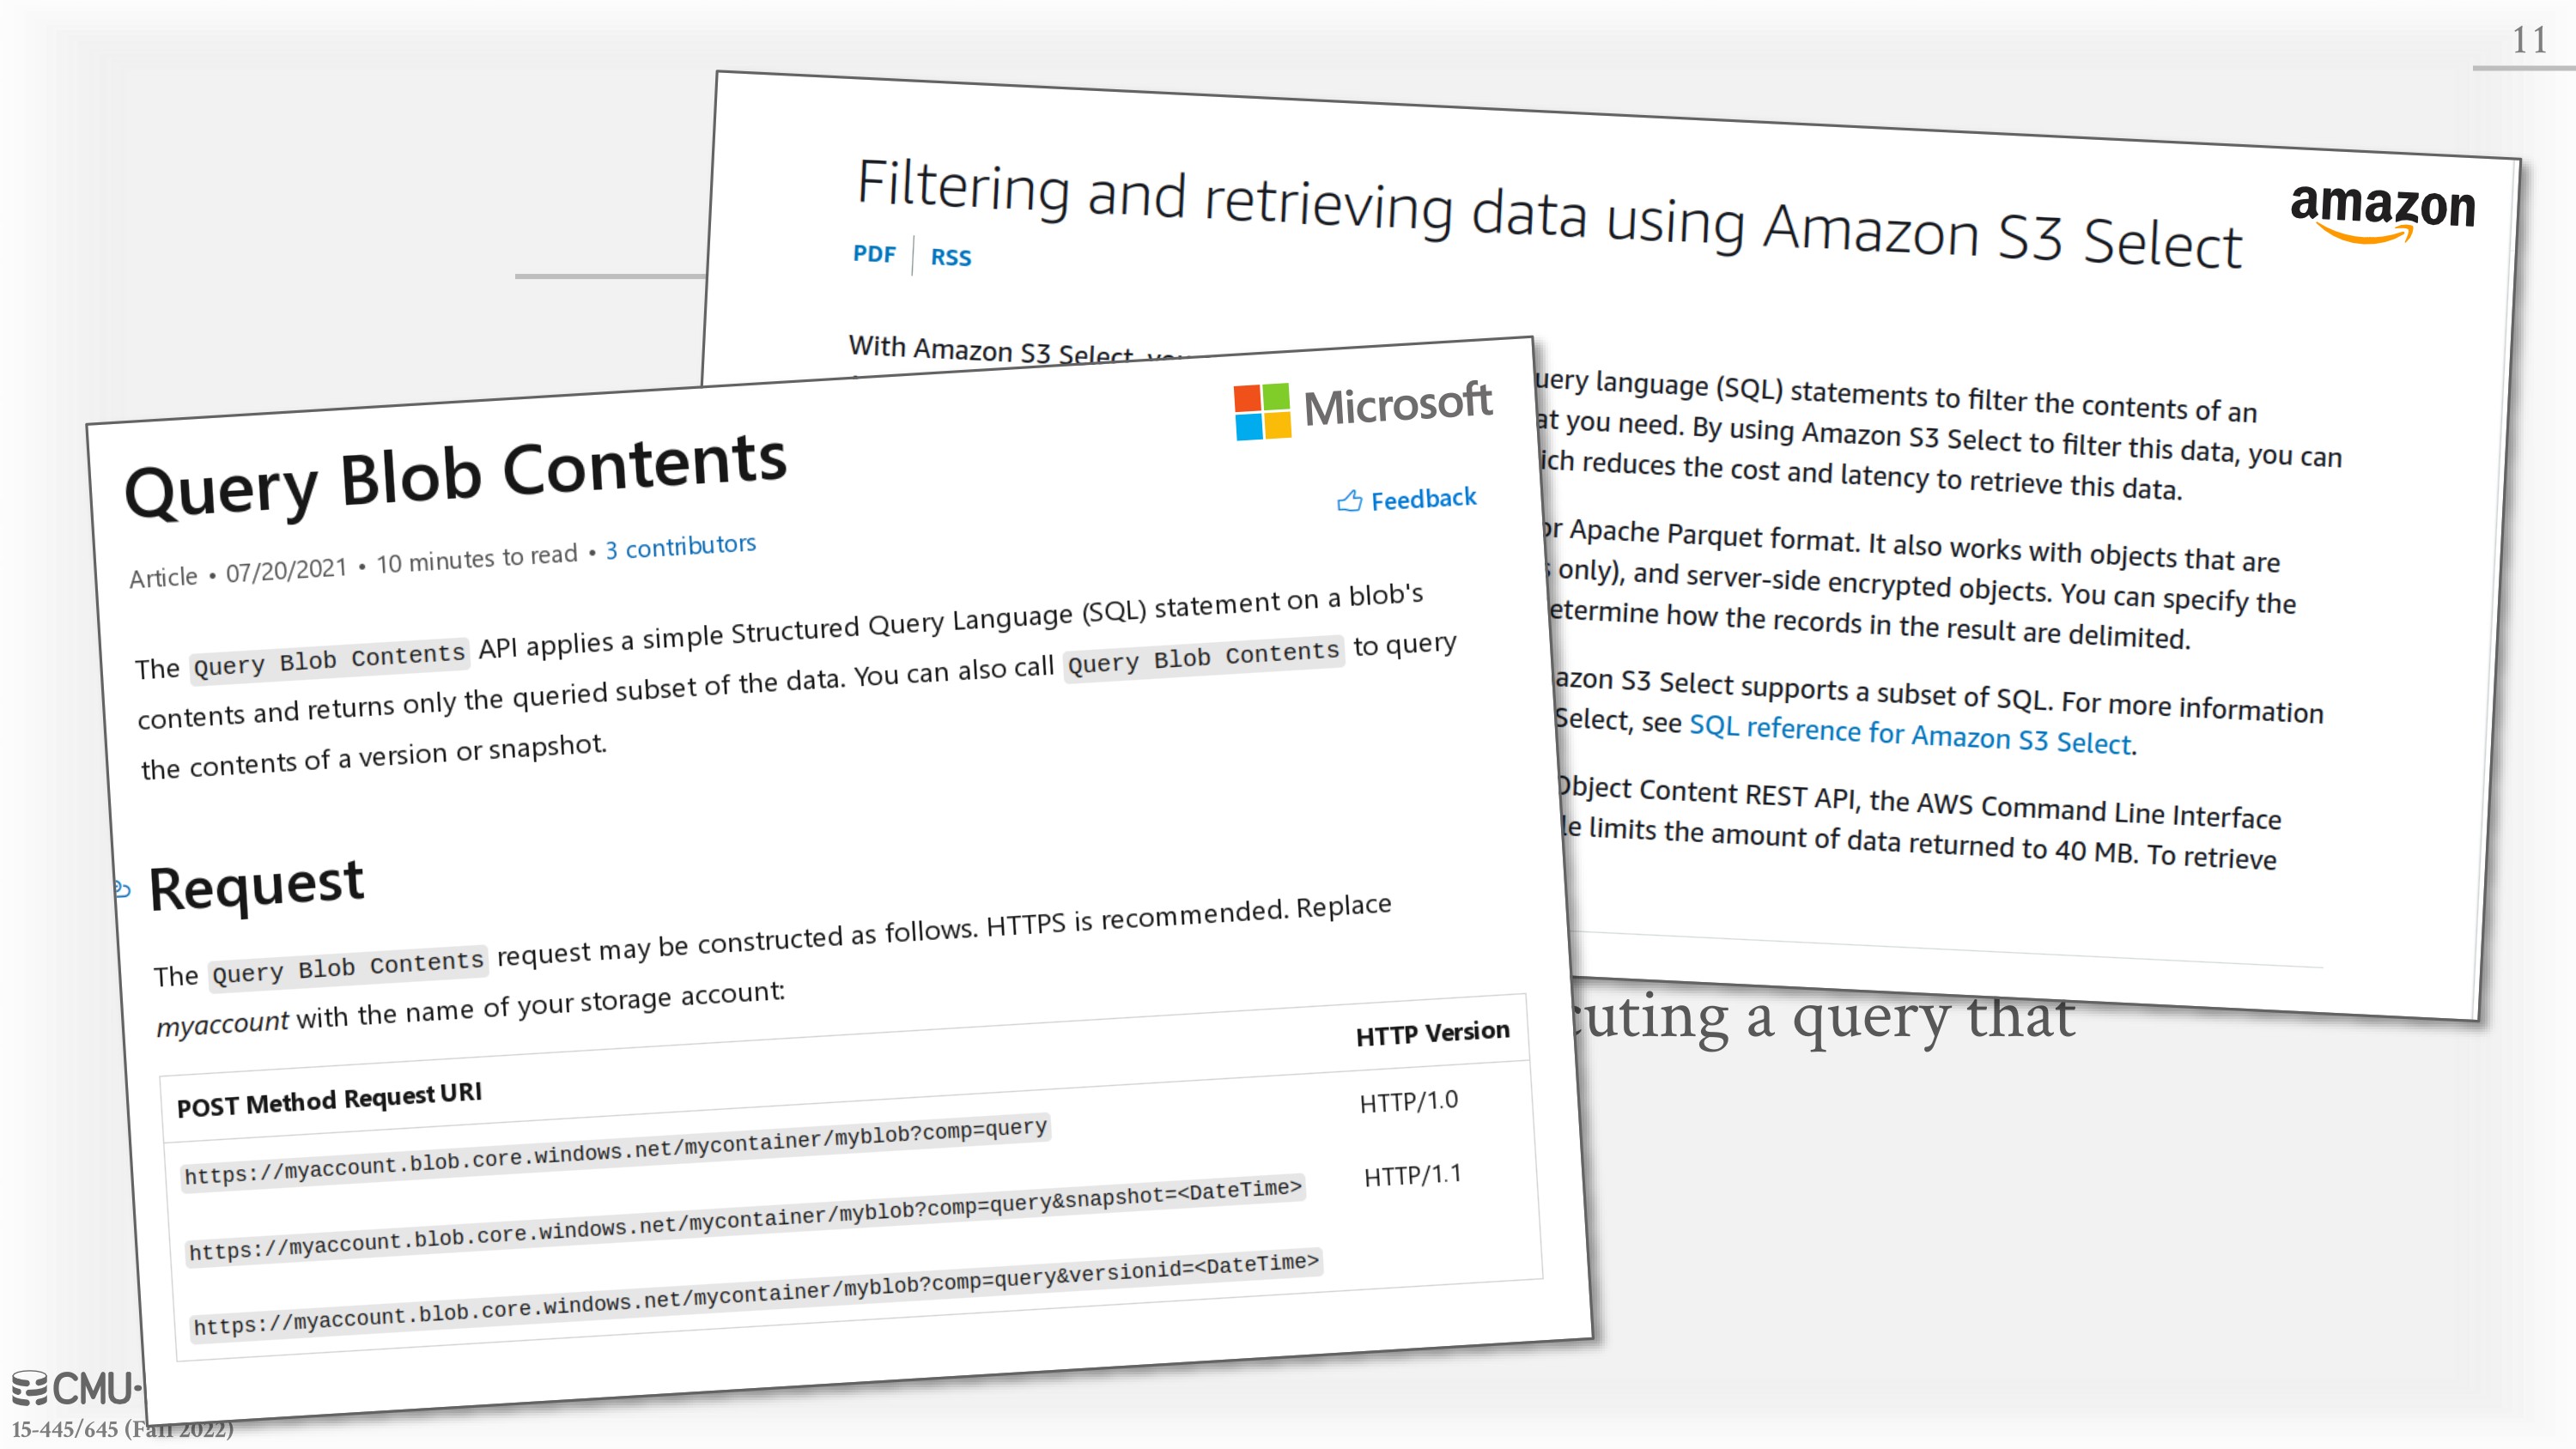 11
Filtering and retrieving data using Amazon S3 Select
amazon
PDF | RSS
With Amazon S3 Select,
query language (SQL) statements to filter the contents of an
at you need. By using Amazon S3 Select to filter this data, you can
ich reduces the cost and latency to retrieve this data.
or Apache Parquet format. It also works with objects that are
only), and server-side encrypted objects. You can specify the
etermine how the records in the result are delimited.
azon S3 Select supports a subset of SQL. For more information
Select, see SQL reference for Amazon S3 Select.
Object Content REST API, the AWS Command Line Interface
le limits the amount of data returned to 40 MB. To retrieve
Microsoft
Query Blob Contents
Feedback
Article • 07/20/2021 • 10 minutes to read • 3 contributors
The Query Blob Contents API applies a simple Structured Query Language (SQL) statement on a blob's
contents and returns only the queried subset of the data. You can also call Query Blob Contents to query
the contents of a version or snapshot.
Request
The Query Blob Contents request may be constructed as follows. HTTPS is recommended. Replace
myaccount with the name of your storage account:
POST Method Request URI HTTP Version
https://myaccount.blob.core.windows.net/mycontainer/myblob?comp=query HTTP/1.0
https://myaccount.blob.core.windows.net/mycontainer/myblob?comp=query&snapshot=<DateTime> HTTP/1.1
https://myaccount.blob.core.windows.net/mycontainer/myblob?comp=query&versionid=<DateTime>
cuting a query that
CMU·
15-445/645 (Fall 2022)